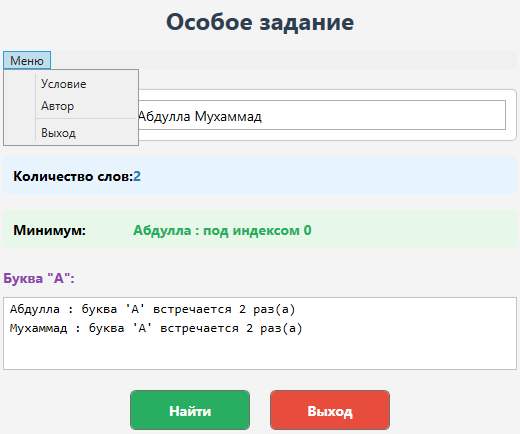 Особое задание
Меню
Условие
Автор
Выход
Абдулла Мухаммад
Количество слов:2
Минимум: Абдулла : под индексом 0
Буква "А":
Абдулла : буква 'А' встречается 2 раз(а)
Мухаммад : буква 'А' встречается 2 раз(а)
Найти
Выход